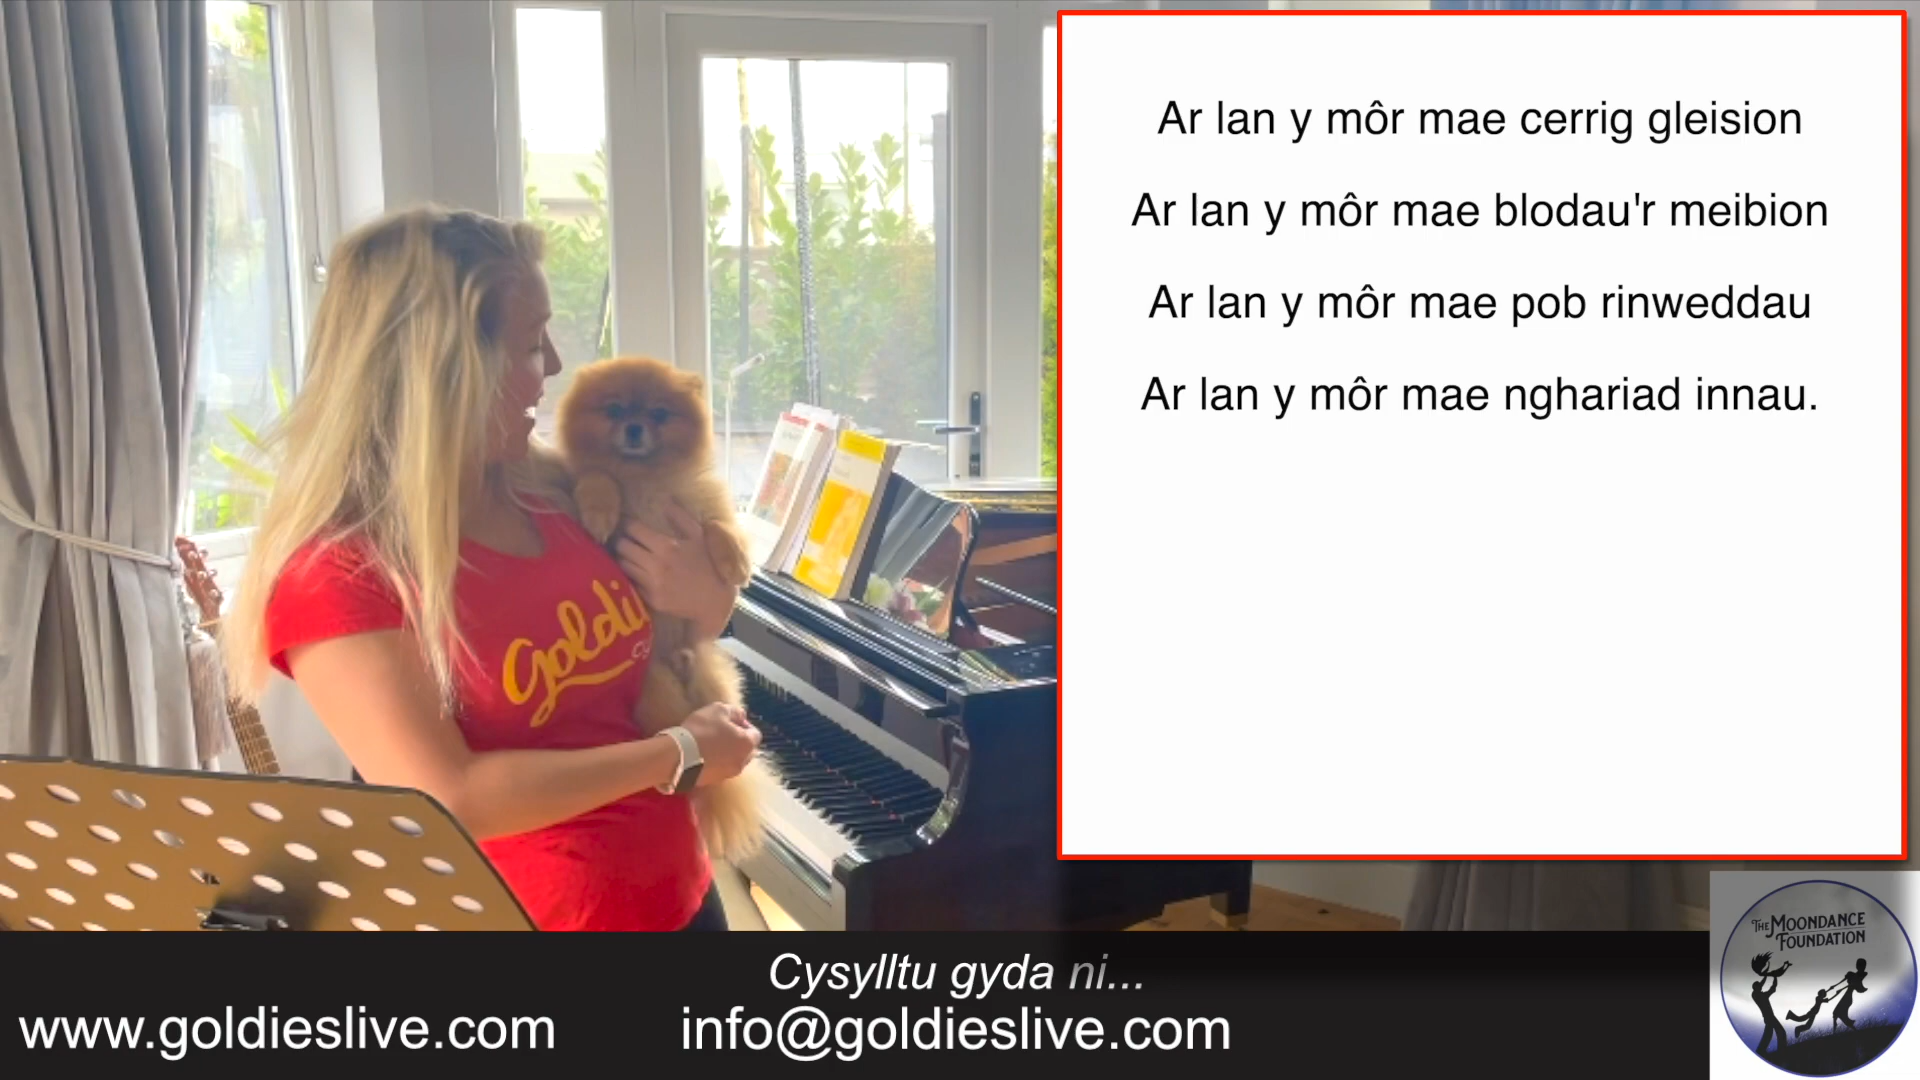 Ar lan y môr mae cerrig gleision
Ar lan y môr mae blodau'r meibion
Ar lan y môr mae pob rinweddau
Ar lan y môr mae nghariad innau.
Goldi
Cysylltu gyda ni...
www.goldieslive.com
info@goldieslive.com
THE MOONDANCE
FOUNDATION